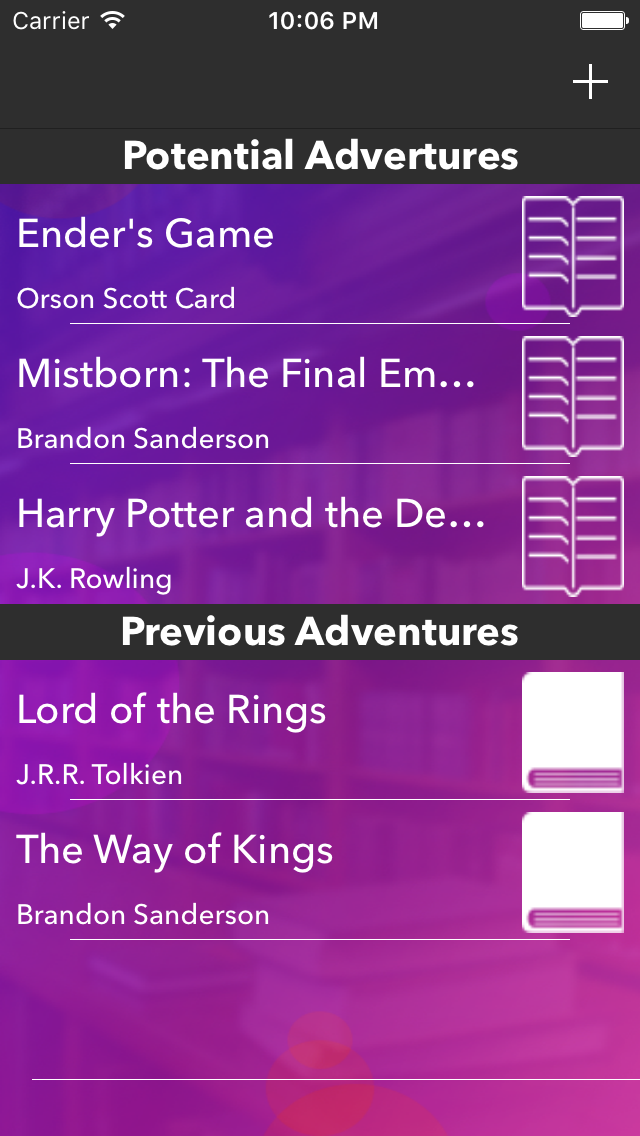 Carrier 10:06 PM
+
Potential Advertures
Ender's Game
Orson Scott Card
Mistborn: The Final Em...
Brandon Sanderson
Harry Potter and the De...
J.K. Rowling
Previous Adventures
Lord of the Rings
J.R.R. Tolkien
The Way of Kings
Brandon Sanderson